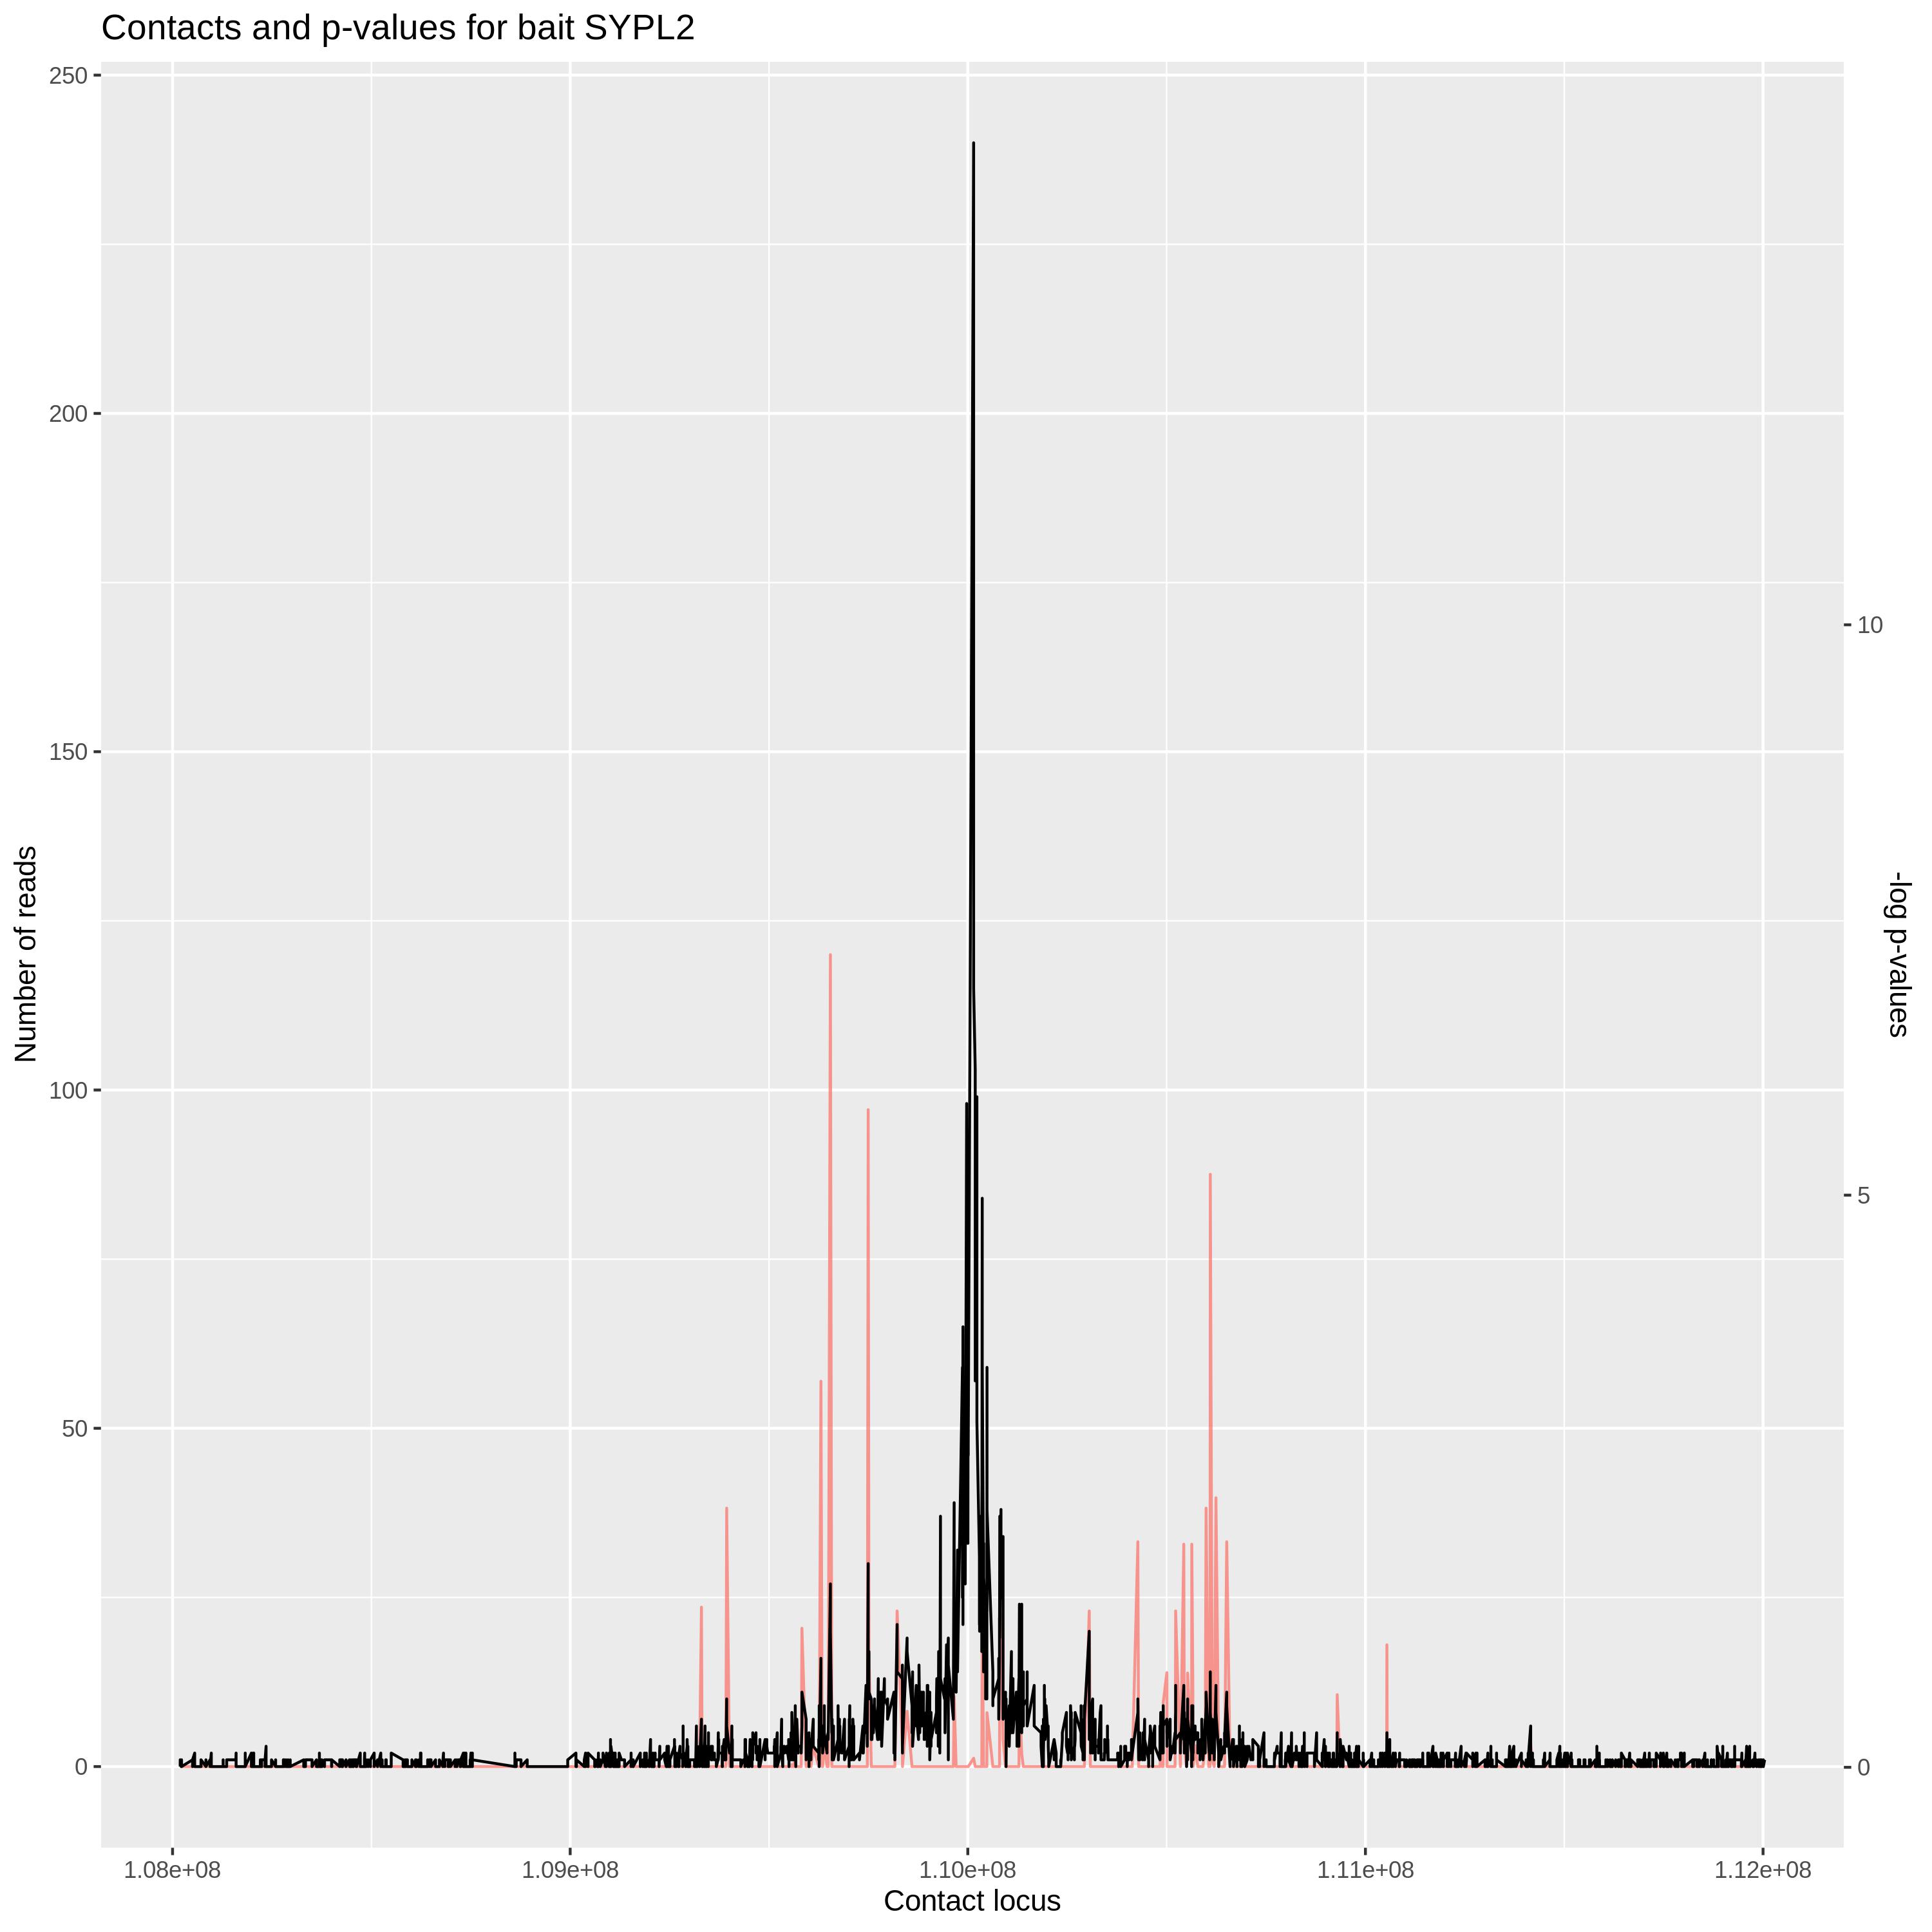 Contacts and p-values for bait SYPL2
250
200
150
100
50
0
Number of reads
10
5
0
-log p-values
1.08e+08
1.09e+08
1.10e+08
1.11e+08
1.12e+08
Contact locus